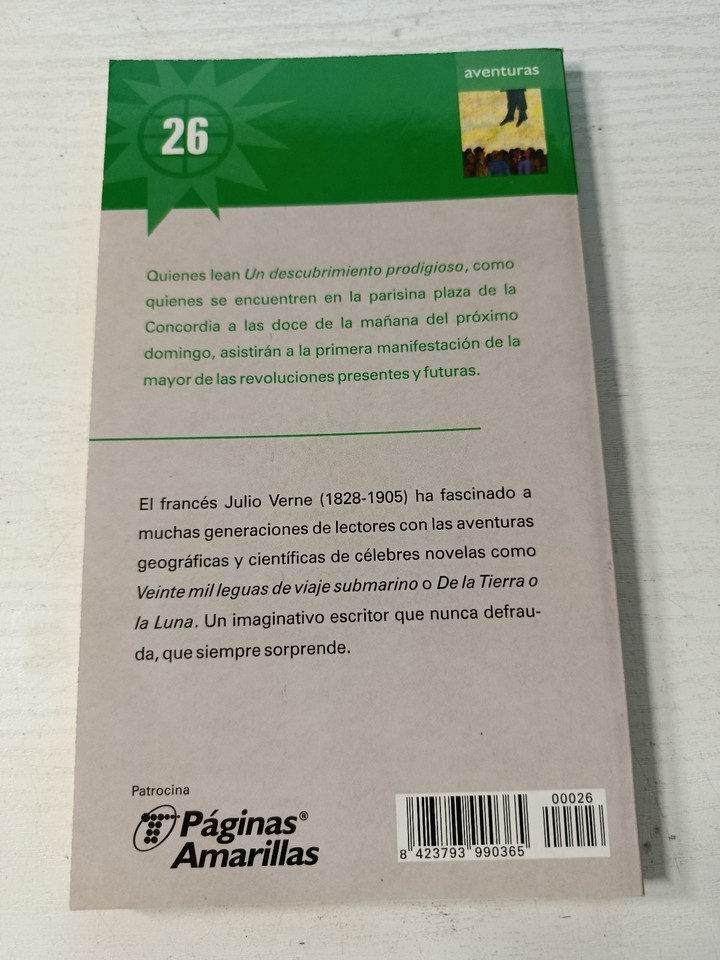 aventuras
26
Quienes lean Un descubrimiento prodigioso, como
quienes se encuentren en la parisina plaza de la
Concordia a las doce de la mañana del próximo
domingo, asistirán a la primera manifestación de la
mayor de las revoluciones presentes y futuras.
El francés Julio Verne (1828-1905) ha fascinado a
muchas generaciones de lectores con las aventuras
geográficas y científicas de célebres novelas como
Veinte mil leguas de viaje submarino o De la Tierra o
la Luna. Un imaginativo escritor que nunca defrau-
da, que siempre sorprende.
Patrocina
Páginas®
Amarillas
00026
8 423793 990365